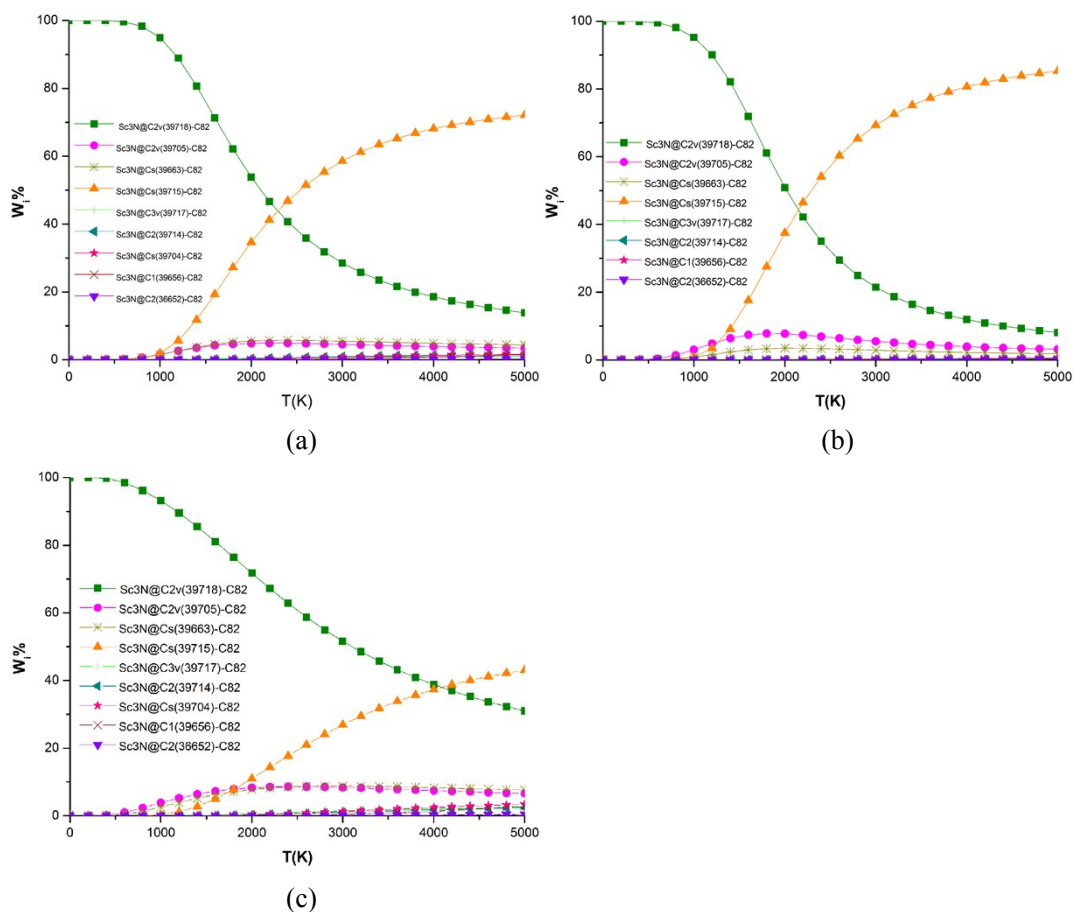 100
80
60
40
20
0
W_i%
Sc3N@C2v(39718)-C82
Sc3N@C2v(39705)-C82
Sc3N@Cs(39663)-C82
Sc3N@Cs(39715)-C82
Sc3N@C3v(39717)-C82
Sc3N@C2(39714)-C82
Sc3N@Cs(39704)-C82
Sc3N@C1(39656)-C82
Sc3N@C2(36652)-C82
0 1000 2000 3000 4000 5000
T(K)
(a)
100
80
60
40
20
0
W_i%
Sc3N@C2v(39718)-C82
Sc3N@C2v(39705)-C82
Sc3N@Cs(39663)-C82
Sc3N@Cs(39715)-C82
Sc3N@C3v(39717)-C82
Sc3N@C2(39714)-C82
Sc3N@C1(39656)-C82
Sc3N@C2(36652)-C82
0 1000 2000 3000 4000 5000
T(K)
(b)
100
80
60
40
20
0
W_i%
Sc3N@C2v(39718)-C82
Sc3N@C2v(39705)-C82
Sc3N@Cs(39663)-C82
Sc3N@Cs(39715)-C82
Sc3N@C3v(39717)-C82
Sc3N@C2(39714)-C82
Sc3N@Cs(39704)-C82
Sc3N@C1(39656)-C82
Sc3N@C2(36652)-C82
0 1000 2000 3000 4000 5000
T(K)
(c)